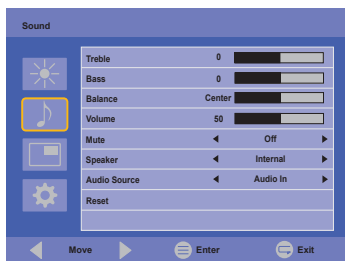 Sound
Treble 0
Bass 0
Balance Center
Volume 50
Mute Off
Speaker Internal
Audio Source Audio In
Reset
Move Enter Exit